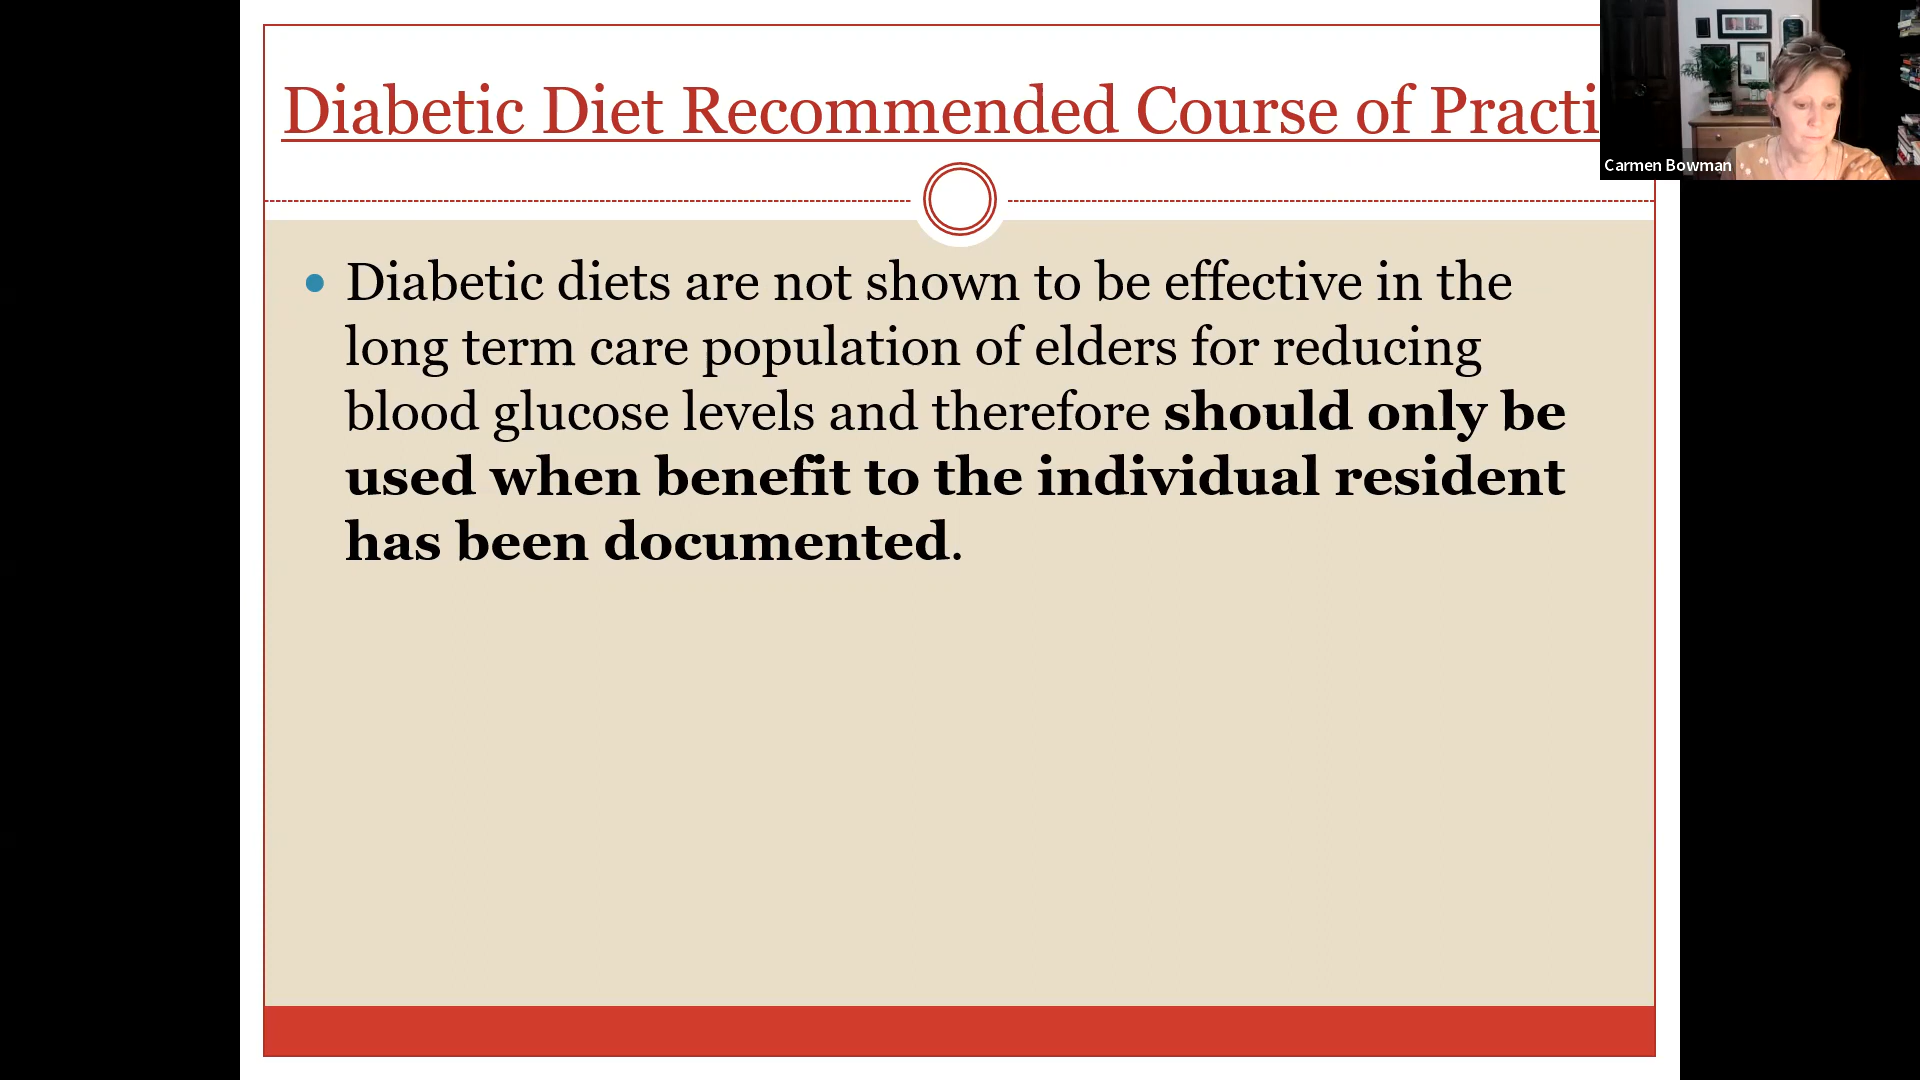 Diabetic Diet Recommended Course of Practi
Carmen Bowman
Diabetic diets are not shown to be effective in the
long term care population of elders for reducing
blood glucose levels and therefore should only be
used when benefit to the individual resident
has been documented.